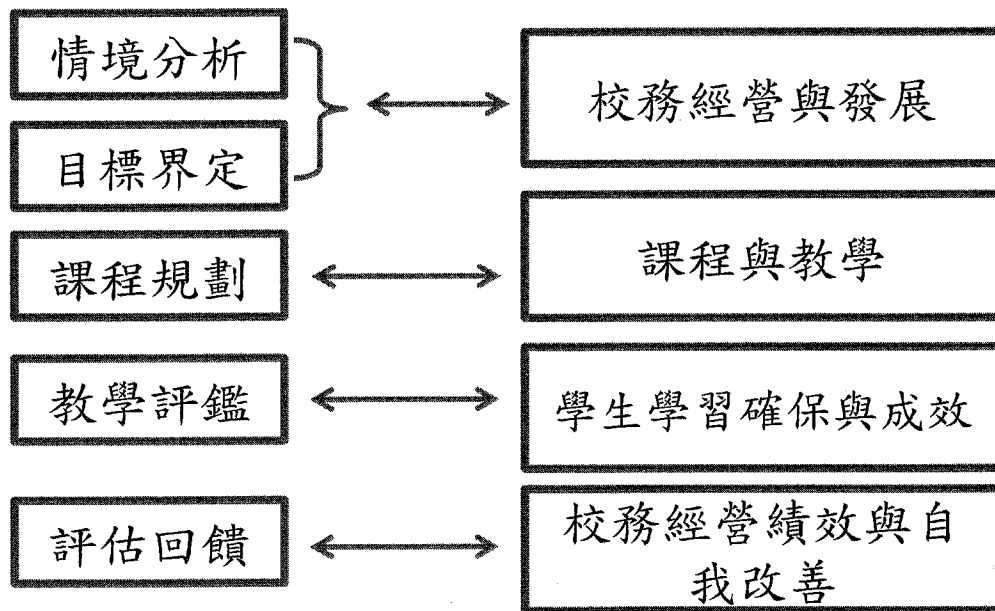 情境分析
目標界定
校務經營與發展
課程規劃
課程與教學
教學評鑑
學生學習確保與成效
評估回饋
校務經營績效與自
我改善